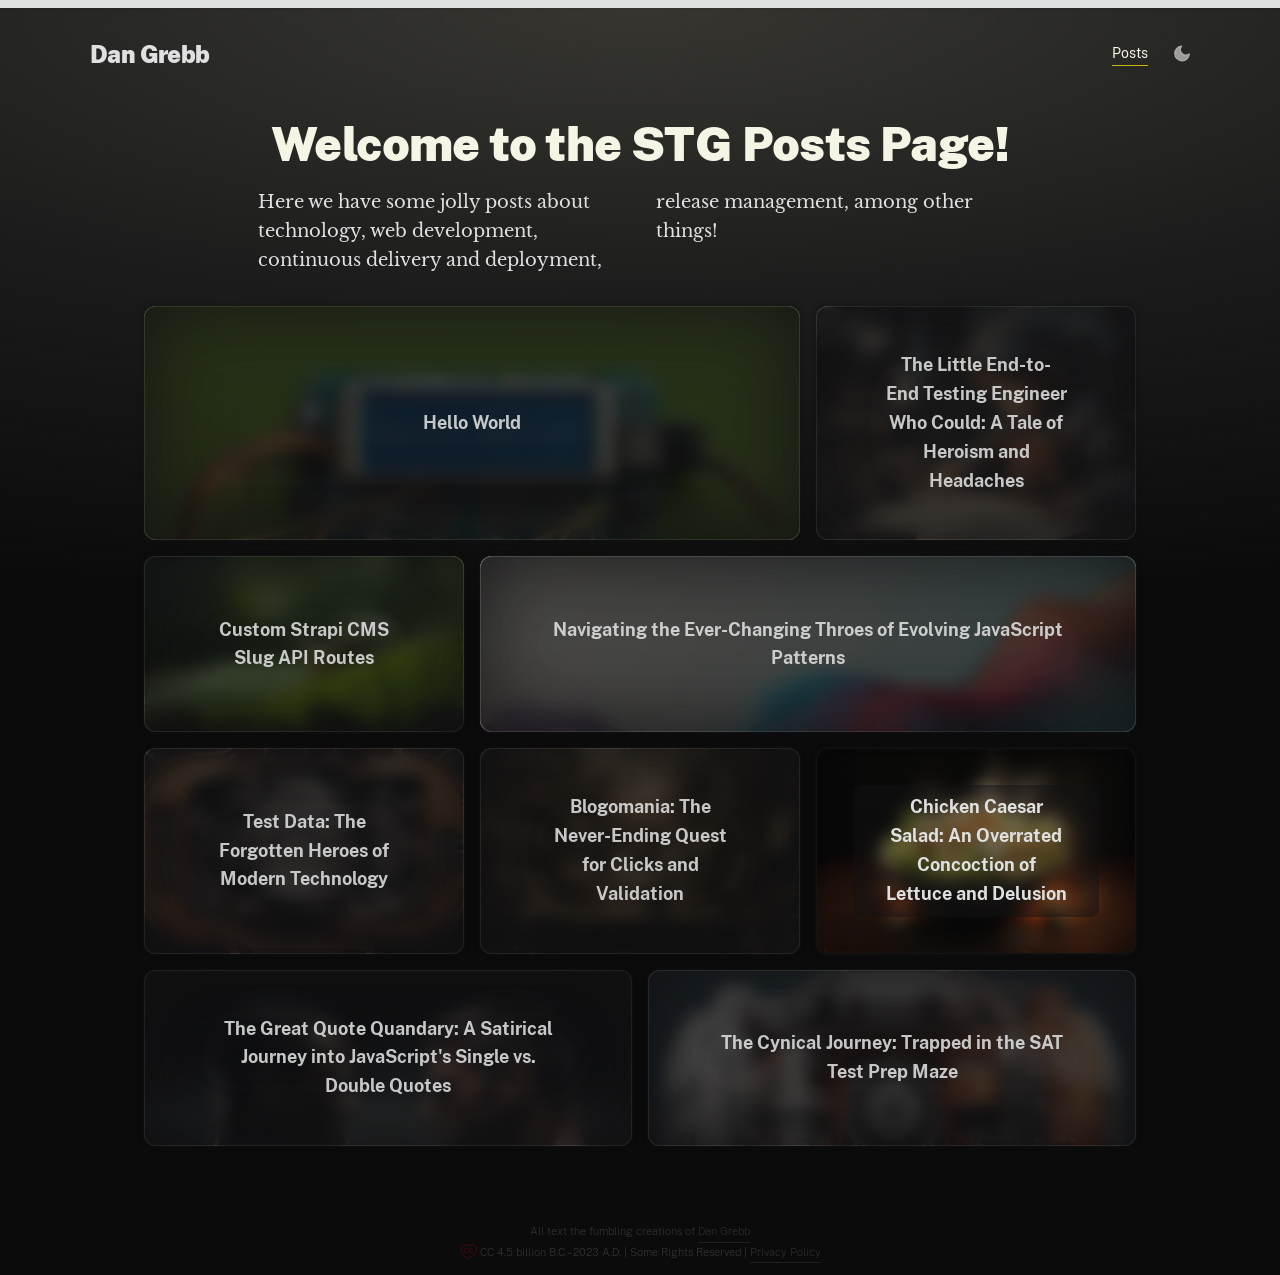 Dan Grebb
Posts
Welcome to the STG Posts Page!
Here we have some jolly posts about
technology, web development,
continuous delivery and deployment,
release management, among other
things!
Hello World
The Little End-to-
End Testing Engineer
Who Could: A Tale of
Heroism and
Headaches
Custom Strapi CMS
Slug API Routes
Navigating the Ever-Changing Throes of Evolving JavaScript
Patterns
Test Data: The
Forgotten Heroes of
Modern Technology
Blogomania: The
Never-Ending Quest
for Clicks and
Validation
Chicken Caesar
Salad: An Overrated
Concoction of
Lettuce and Delusion
The Great Quote Quandary: A Satirical
Journey into JavaScript's Single vs.
Double Quotes
The Cynical Journey: Trapped in the SAT
Test Prep Maze
All text the fumbling creations of Dan Grebb
CC 4.5 billion B.C.–2023 A.D. | Some Rights Reserved | Privacy Policy